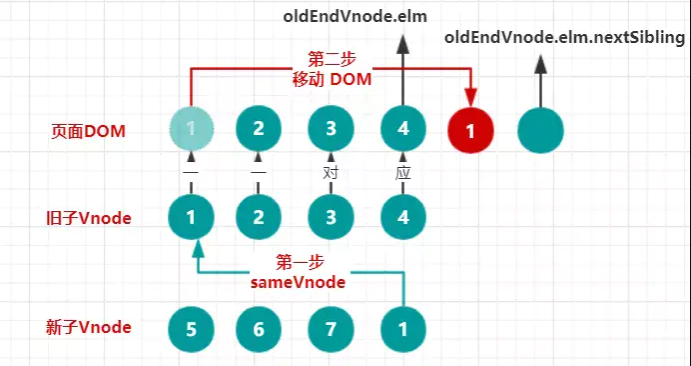 oldEndVnode.elm
oldEndVnode.elm.nextSibling
第二步
移动 DOM
页面DOM
1 2 3 4 1
一 一 对 应
旧子Vnode
1 2 3 4
第一步
sameVnode
新子Vnode
5 6 7 1